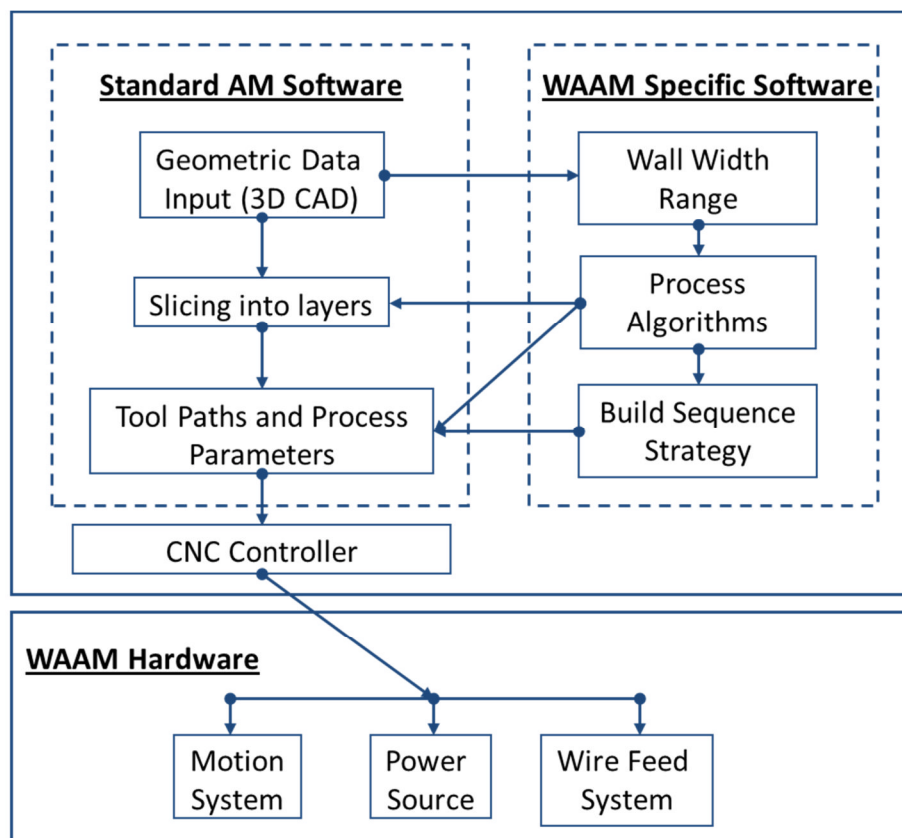 Standard AM Software
Geometric Data
Input (3D CAD)
Slicing into layers
Tool Paths and Process
Parameters
CNC Controller
WAAM Specific Software
Wall Width
Range
Process
Algorithms
Build Sequence
Strategy
WAAM Hardware
Motion
System
Power
Source
Wire Feed
System